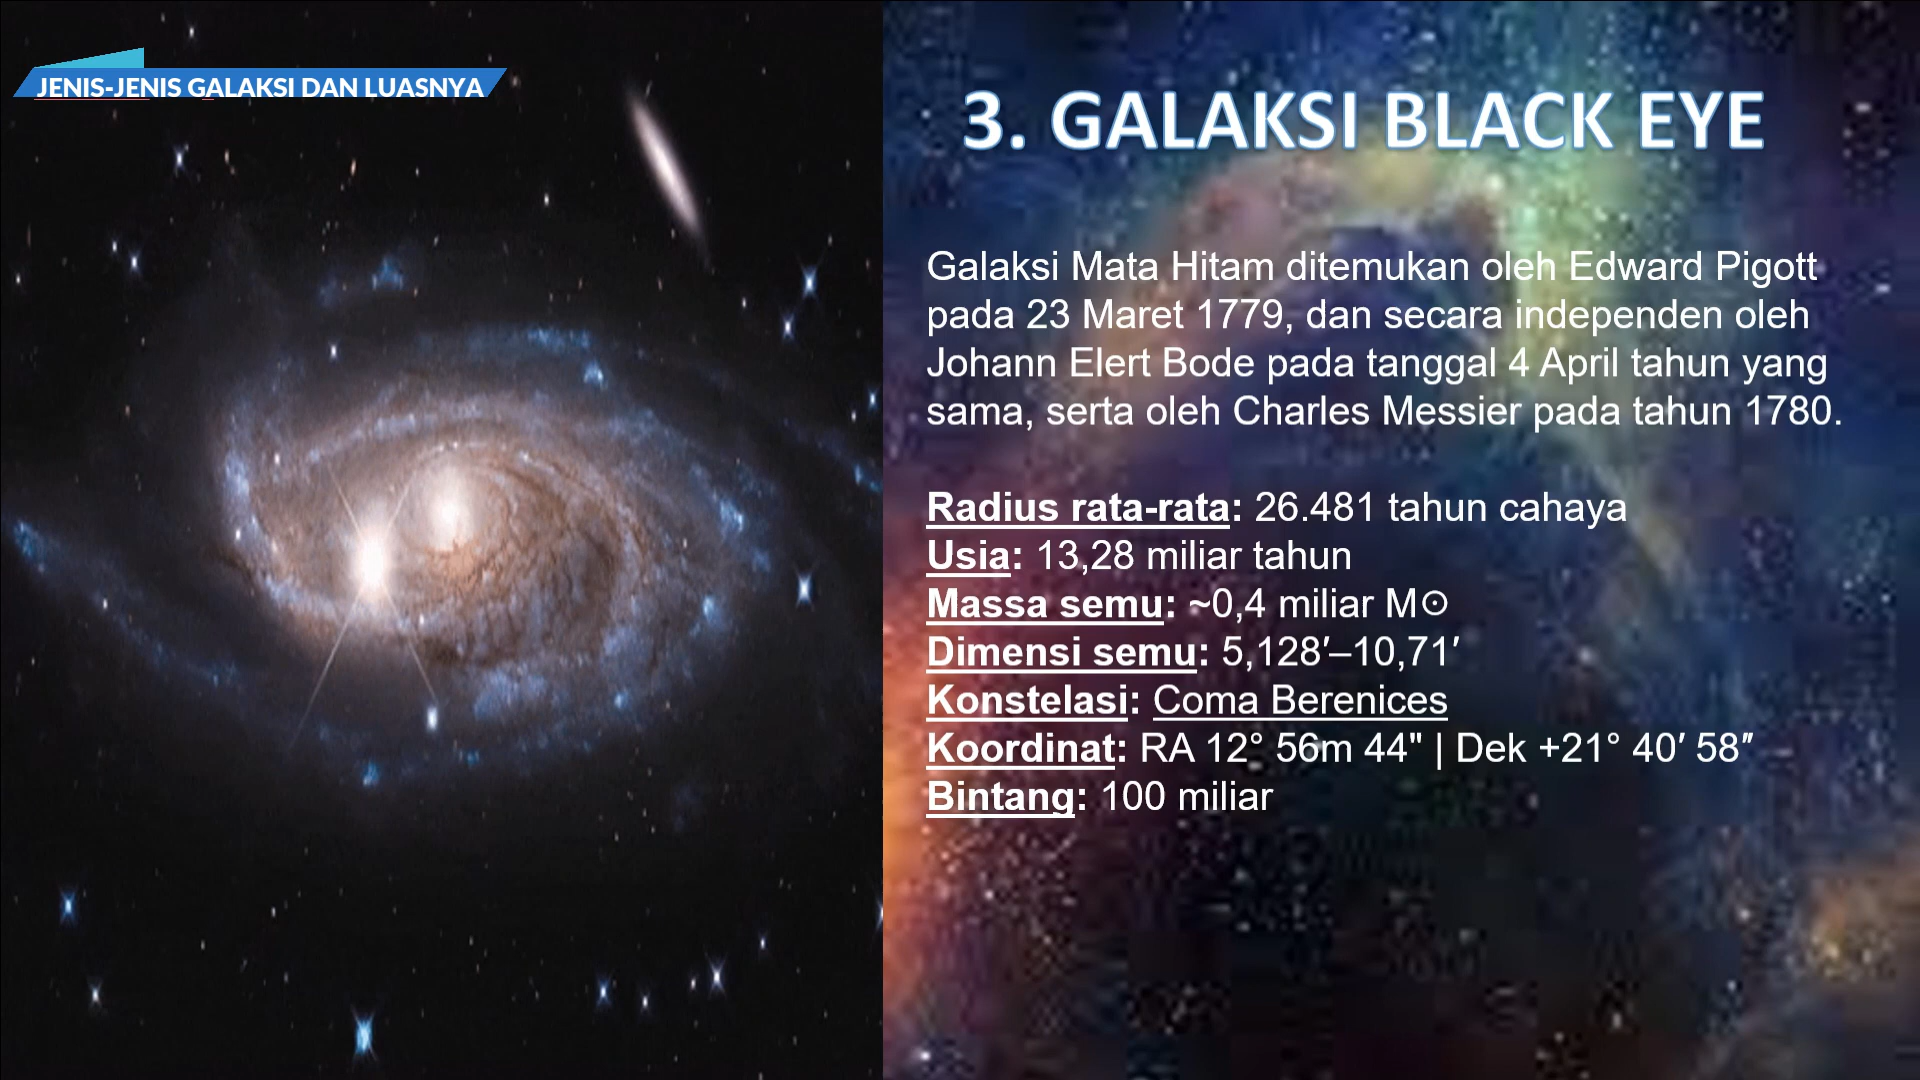 JENIS-JENIS GALAKSI DAN LUASNYA
3. GALAKSI BLACK EYE
Galaksi Mata Hitam ditemukan oleh Edward Pigott
pada 23 Maret 1779, dan secara independen oleh
Johann Elert Bode pada tanggal 4 April tahun yang
sama, serta oleh Charles Messier pada tahun 1780.
Radius rata-rata: 26.481 tahun cahaya
Usia: 13,28 miliar tahun
Massa semu: ~0,4 miliar M☉
Dimensi semu: 5,128′–10,71′
Konstelasi: Coma Berenices
Koordinat: RA 12° 56m 44" | Dek +21° 40′ 58″
Bintang: 100 miliar